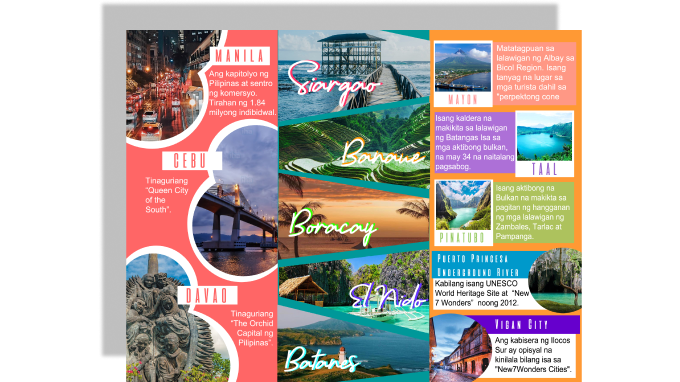 MANILA
Ang kapitolyo ng
Pilipinas at sentro
ng komersyo.
Tirahan ng 1.84
milyong indibidwal.
CEBU
Tinaguriang
"Queen City
of the
South".
DAVAO
Tinaguriang
"The Orchid
Capital ng
Pilipinas".
Siargao
Banaue
Boracay
El Nido
Batanes
Matatagpuan sa
lalawigan ng Albay sa
Bicol Region. Isang
tanyag na lugar sa
mga turista dahil sa
"perpektong cone
MAYON
Isang kaldera na
makikita sa lalawigan
ng Batangas Isa sa
mga aktibong bulkan,
na may 34 na naitalang
pagsabog.
TAAL
Isang aktibong na
Bulkan na makikta sa
pagitan ng hangganan
ng mga lalawigan ng
Zambales, Tarlac at
Pampanga.
PINATUBO
PUERTO PRINCESA
UNDERGROUND RIVER
Kabilang isang UNESCO
World Heritage Site at "New
7 Wonders" noong 2012.
VIGAN CITY
Ang kabisera ng Ilocos
Sur ay opisyal na
kinilala bilang isa sa
"New7Wonders Cities".